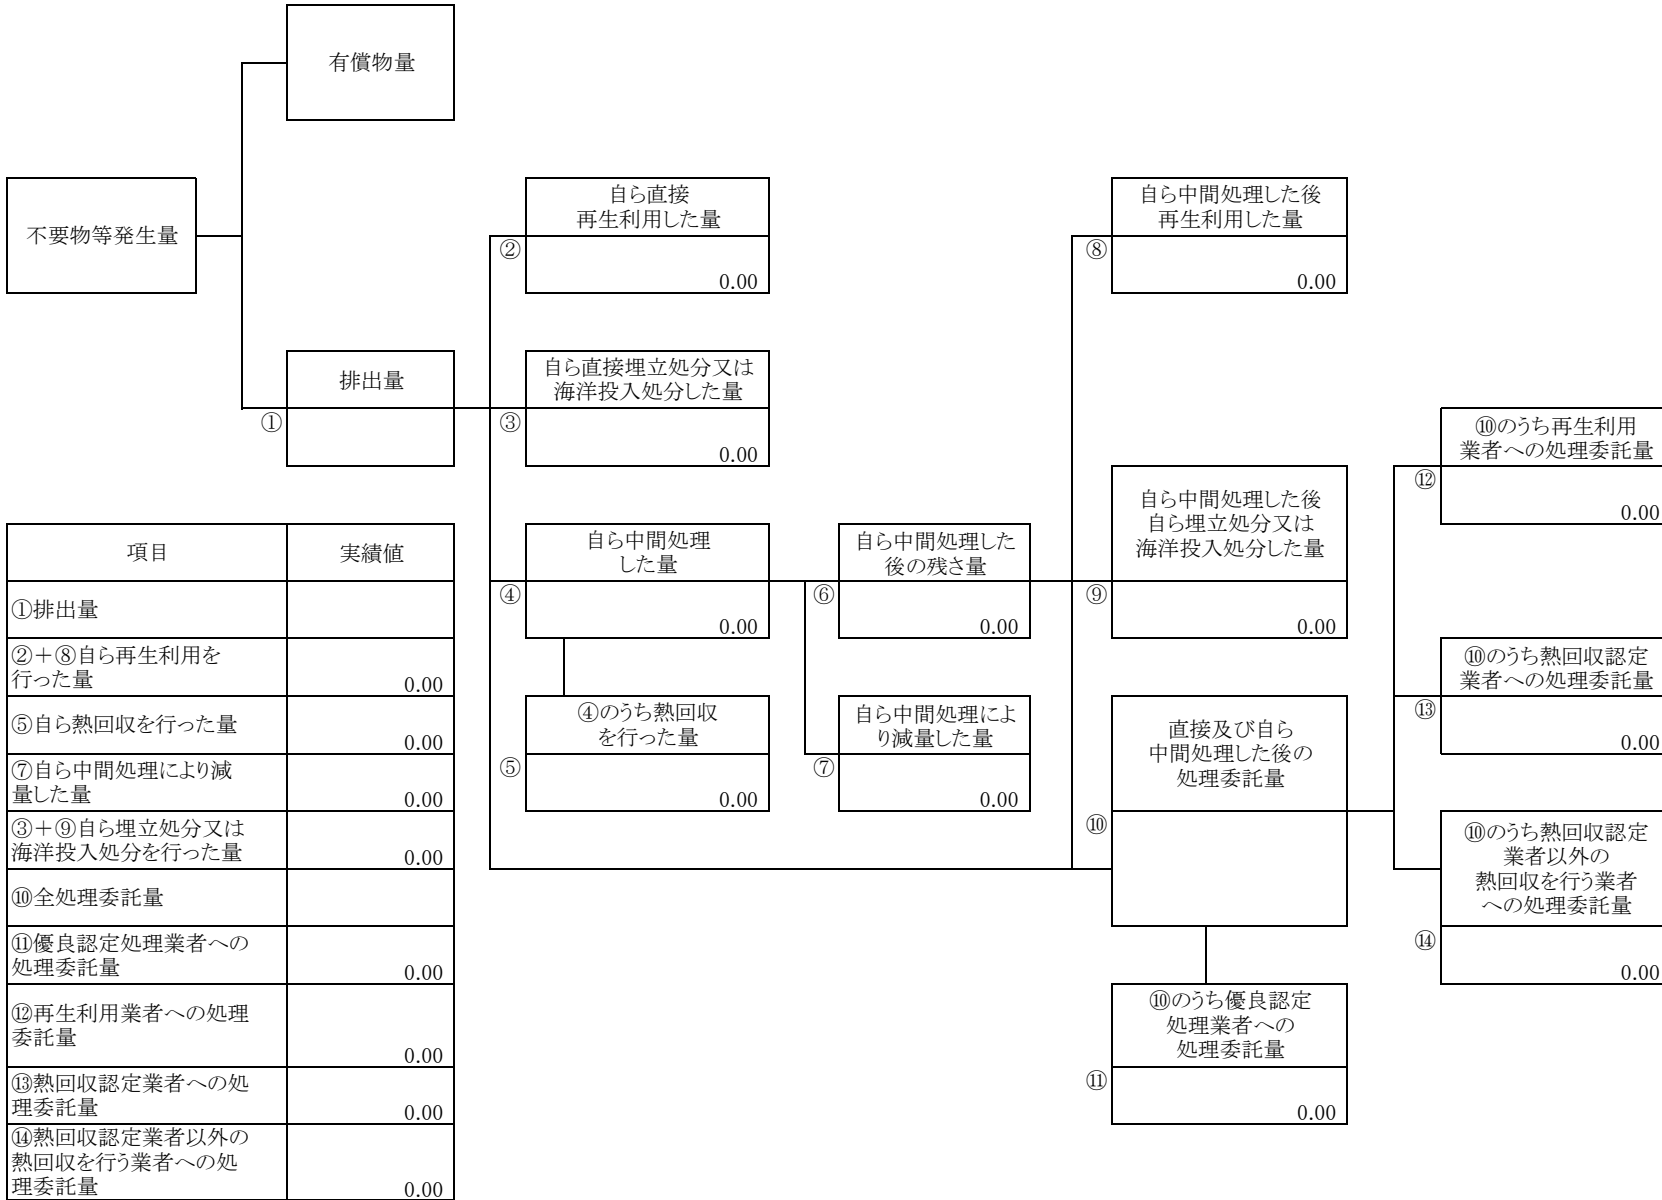 有償物量
不要物等発生量
自ら直接
再生利用した量
②
0.00
自ら中間処理した後
再生利用した量
⑧
0.00
排出量
①
自ら直接埋立処分又は
海洋投入処分した量
③
0.00
⑩のうち再生利用
業者への処理委託量
⑫
0.00
自ら中間処理
した量
④
0.00
自ら中間処理した
後の残さ量
⑥
0.00
自ら中間処理した後
自ら埋立処分又は
海洋投入処分した量
⑨
0.00
⑩のうち熱回収認定
業者への処理委託量
⑬
0.00
④のうち熱回収
を行った量
⑤
0.00
自ら中間処理によ
り減量した量
⑦
0.00
直接及び自ら
中間処理した後の
処理委託量
⑩
⑩のうち熱回収認定
業者以外の
熱回収を行う業者
への処理委託量
⑭
0.00
⑩のうち優良認定
処理業者への
処理委託量
⑪
0.00
項目 実績値
①排出量
②＋⑧自ら再生利用を
行った量 0.00
⑤自ら熱回収を行った量 0.00
⑦自ら中間処理により減
量した量 0.00
③＋⑨自ら埋立処分又は
海洋投入処分を行った量 0.00
⑩全処理委託量
⑪優良認定処理業者への
処理委託量 0.00
⑫再生利用業者への処理
委託量 0.00
⑬熱回収認定業者への処
理委託量 0.00
⑭熱回収認定業者以外の
熱回収を行う業者への処
理委託量 0.00